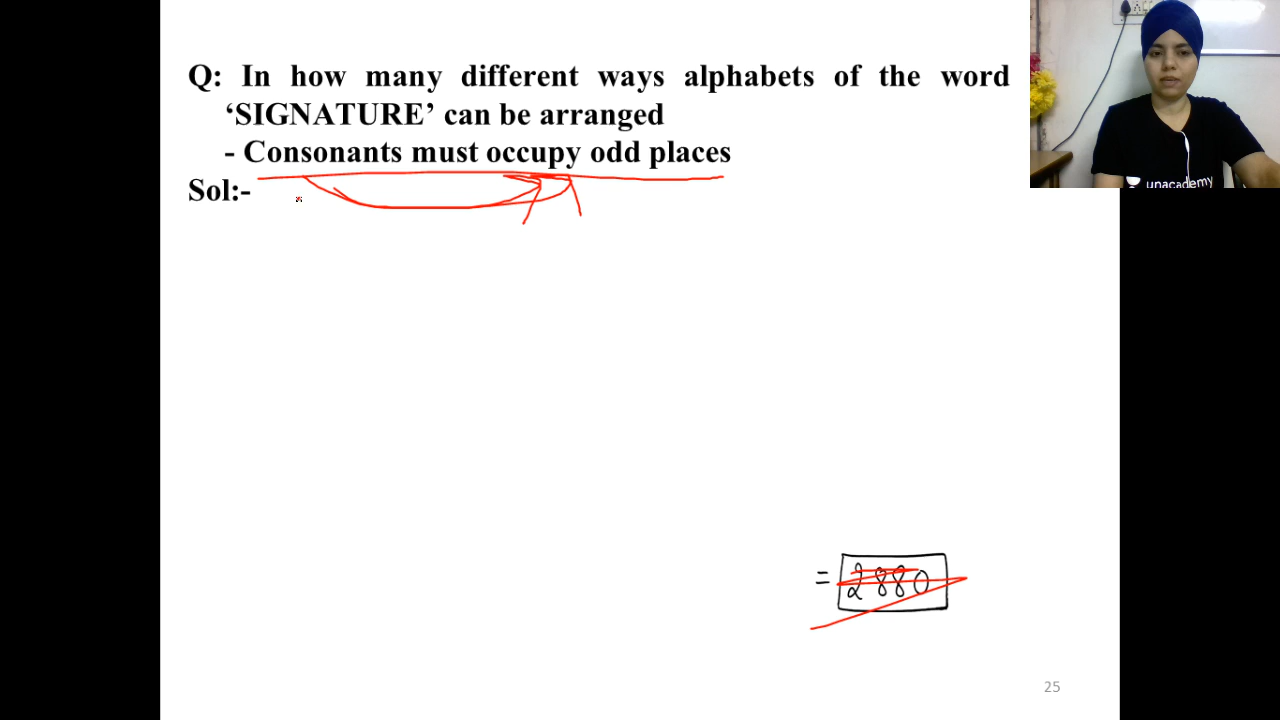 Q: In how many different ways alphabets of the word
‘SIGNATURE’ can be arranged
- Consonants must occupy odd places
Sol:-
unacademy
= 2880
25